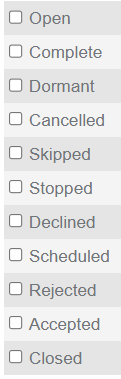 Open
Complete
Dormant
Cancelled
Skipped
Stopped
Declined
Scheduled
Rejected
Accepted
Closed